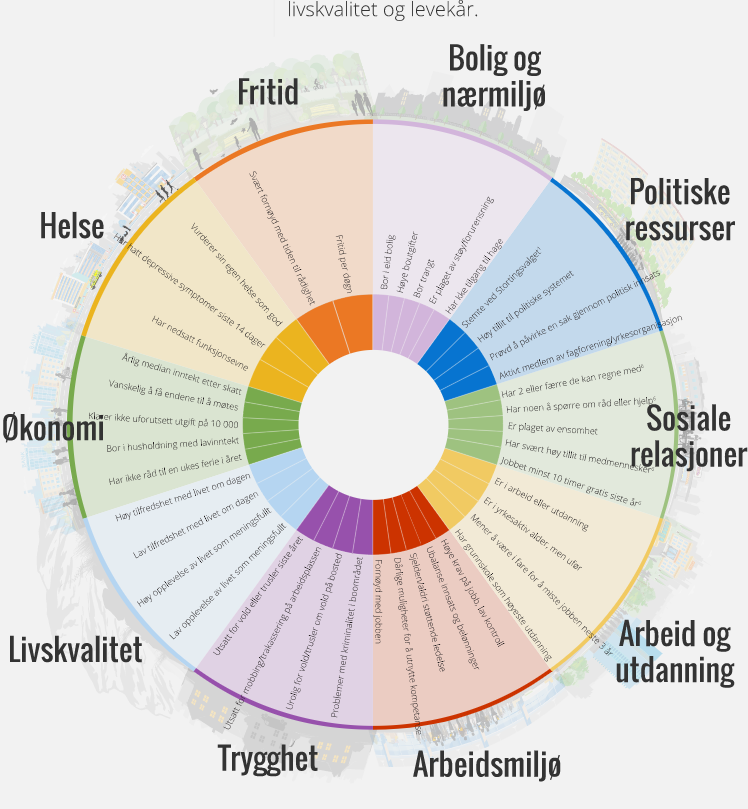 livskvalitet og levekår.
Bolig og
nærmiljø
Bor i eid bolig
Høye boutgifter
Bor trangt
Er plaget av støy/forurensning
Har ikke tilgang til hage
Politiske
ressurser
Stemte ved Stortingsvalget¹
Høy tillit til politiske systemet
Prøvd å påvirke en sak gjennom politisk innsats
Aktivt medlem av fagforening/yrkesorganisasjon
Sosiale
relasjoner
Har 2 eller færre de kan regne med⁶
Har noen å spørre om råd eller hjelp⁶
Er plaget av ensomhet
Har svært høy tillit til medmennesker⁶
Jobbet minst 10 timer gratis siste år⁶
Arbeid og
utdanning
Er i arbeid eller utdanning
Er i yrkesaktiv alder, men ufør
Mener å være i fare for å miste jobben neste 3 år
Har grunnskole som høyeste utdanning
Arbeidsmiljø
Høye krav på jobb, lav kontroll
Ubalanse innsats og belønninger
Sjelden/aldri støttende ledelse
Dårlige muligheter for å utnytte kompetanse
Fornøyd med jobben
Trygghet
Problemer med kriminalitet i boområdet
Urolig for vold/trusler om vold på bosted
Utsatt for mobbing/trakassering på arbeidsplassen
Utsatt for vold eller trusler siste året
Livskvalitet
Lav opplevelse av livet som meningsfullt
Høy opplevelse av livet som meningsfullt
Lav tilfredshet med livet om dagen
Høy tilfredshet med livet om dagen
Økonomi
Har ikke råd til en ukes ferie i året
Bor i husholdning med lavinntekt
Klarer ikke uforutsett utgift på 10 000
Vanskelig å få endene til å møtes
Årlig median inntekt etter skatt
Helse
Har nedsatt funksjonsevne
Har hatt depressive symptomer siste 14 dager
Vurderer sin egen helse som god
Fritid
Svært fornøyd med tiden til rådighet
Fritid per døgn